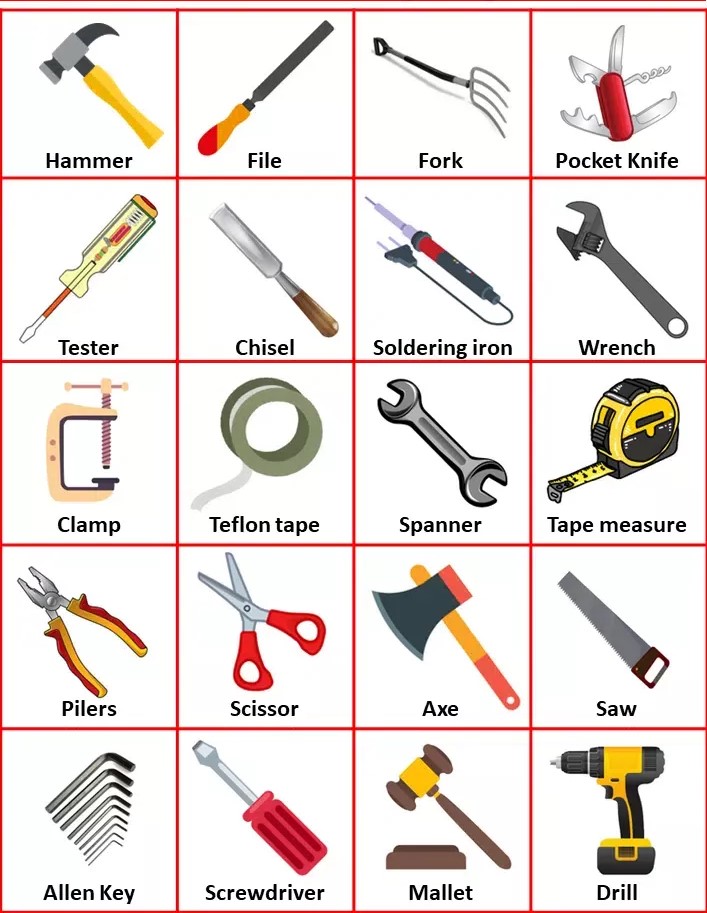 Hammer
File
Fork
Pocket Knife
Tester
Chisel
Soldering iron
Wrench
Clamp
Teflon tape
Spanner
Tape measure
Pilers
Scissor
Axe
Saw
Allen Key
Screwdriver
Mallet
Drill